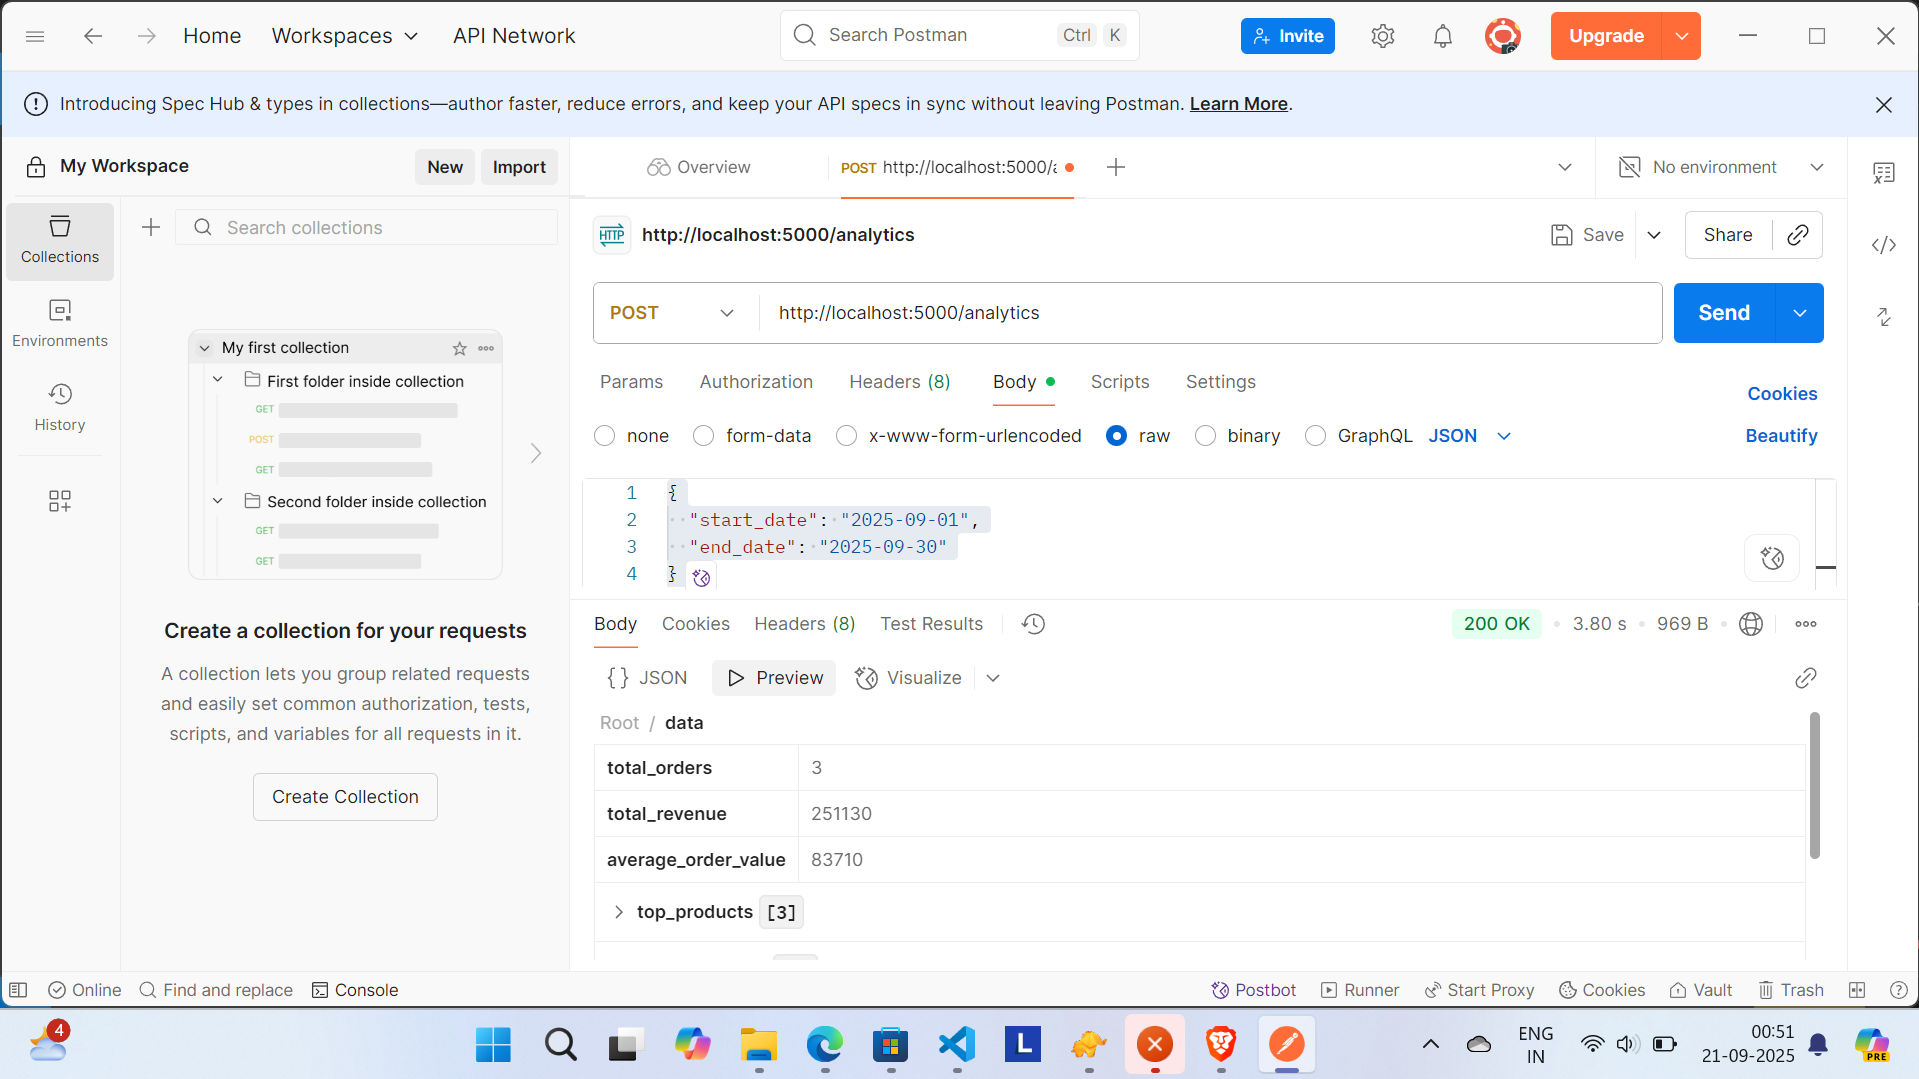 Home Workspaces API Network Search Postman Ctrl K Invite Upgrade
Introducing Spec Hub & types in collections—author faster, reduce errors, and keep your API specs in sync without leaving Postman. Learn More.
My Workspace New Import
Overview POST http://localhost:5000/a No environment
Collections
Search collections
Environments
History
My first collection
First folder inside collection
GET
POST
GET
Second folder inside collection
GET
GET
Create a collection for your requests
A collection lets you group related requests
and easily set common authorization, tests,
scripts, and variables for all requests in it.
Create Collection
HTTP http://localhost:5000/analytics Save Share
POST http://localhost:5000/analytics Send
Params Authorization Headers (8) Body Scripts Settings Cookies
none form-data x-www-form-urlencoded raw binary GraphQL JSON Beautify
1 {
2 "start_date": "2025-09-01",
3 "end_date": "2025-09-30"
4 }
Body Cookies Headers (8) Test Results 200 OK • 3.80 s • 969 B
{} JSON Preview Visualize
Root / data
total_orders 3
total_revenue 251130
average_order_value 83710
top_products [3]
Online Find and replace Console Postbot Runner Start Proxy Cookies Vault Trash
4 L ENG IN PRE
00:51
21-09-2025